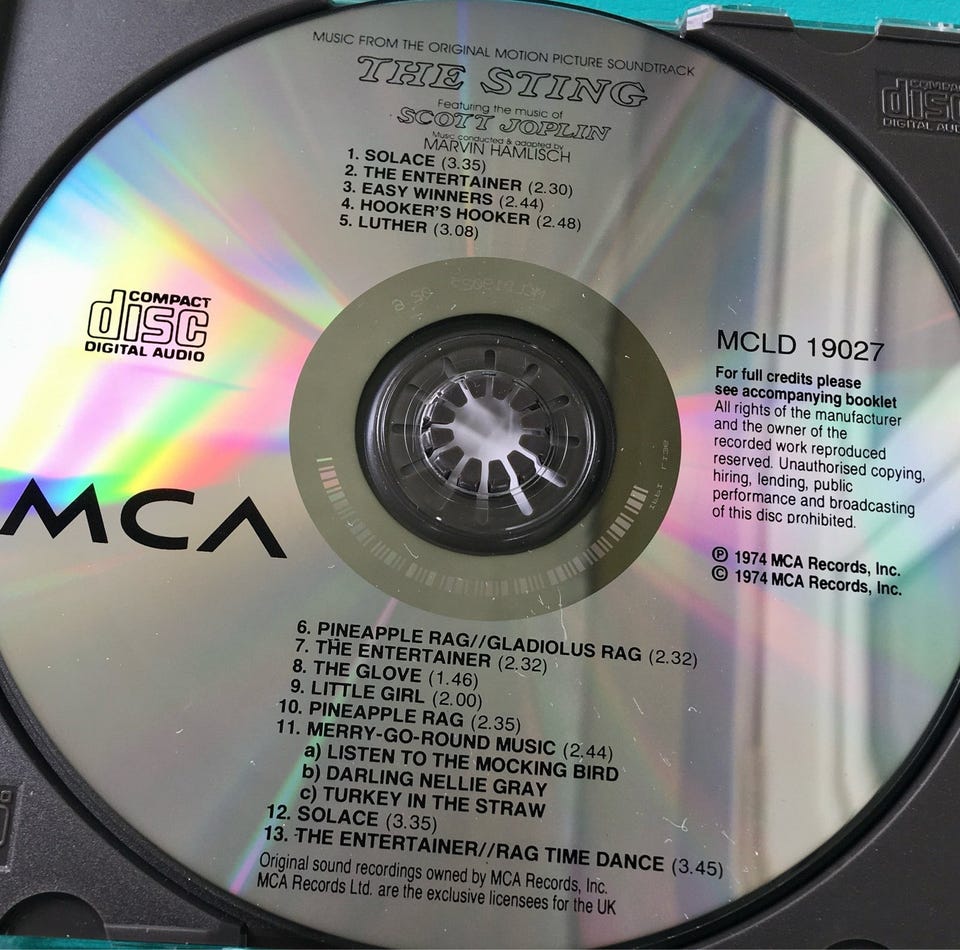 MUSIC FROM THE ORIGINAL MOTION PICTURE SOUNDTRACK
THE STING
Featuring the music of
SCOTT JOPLIN
Music conducted & adapted by
MARVIN HAMLISCH
1. SOLACE (3.35)
2. THE ENTERTAINER (2.30)
3. EASY WINNERS (2.44)
4. HOOKER'S HOOKER (2.48)
5. LUTHER (3.08)
COMPACT
disc
DIGITAL AUDIO
COMPACT
disc
DIGITAL AUDIO
MCA
MCLD 19027
For full credits please
see accompanying booklet
All rights of the manufacturer
and the owner of the
recorded work reproduced
reserved. Unauthorised copying,
hiring, lending, public
performance and broadcasting
of this disc prohibited.
℗ 1974 MCA Records, Inc.
© 1974 MCA Records, Inc.
6. PINEAPPLE RAG//GLADIOLUS RAG (2.32)
7. THE ENTERTAINER (2.32)
8. THE GLOVE (1.46)
9. LITTLE GIRL (2.00)
10. PINEAPPLE RAG (2.35)
11. MERRY-GO-ROUND MUSIC (2.44)
a) LISTEN TO THE MOCKING BIRD
b) DARLING NELLIE GRAY
c) TURKEY IN THE STRAW
12. SOLACE (3.35)
13. THE ENTERTAINER//RAG TIME DANCE (3.45)
Original sound recordings owned by MCA Records, Inc.
MCA Records Ltd. are the exclusive licensees for the UK